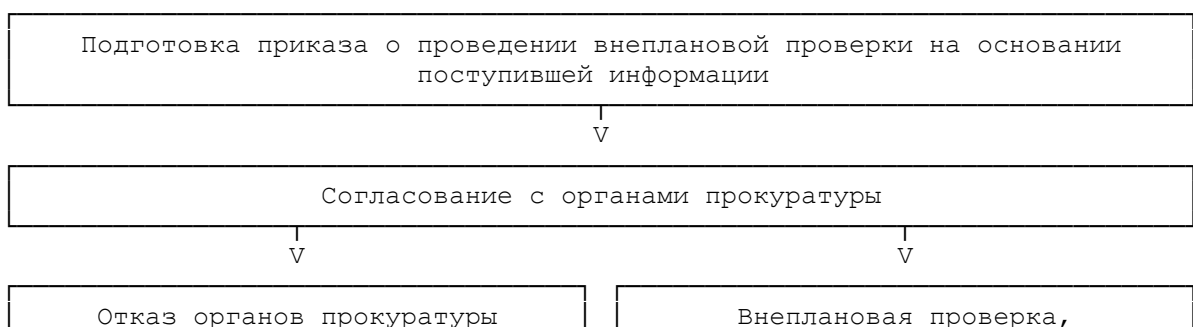 Подготовка приказа о проведении внеплановой проверки на основании
поступившей информации
V
Согласование с органами прокуратуры
V V
Отказ органов прокуратуры Внеплановая проверка,